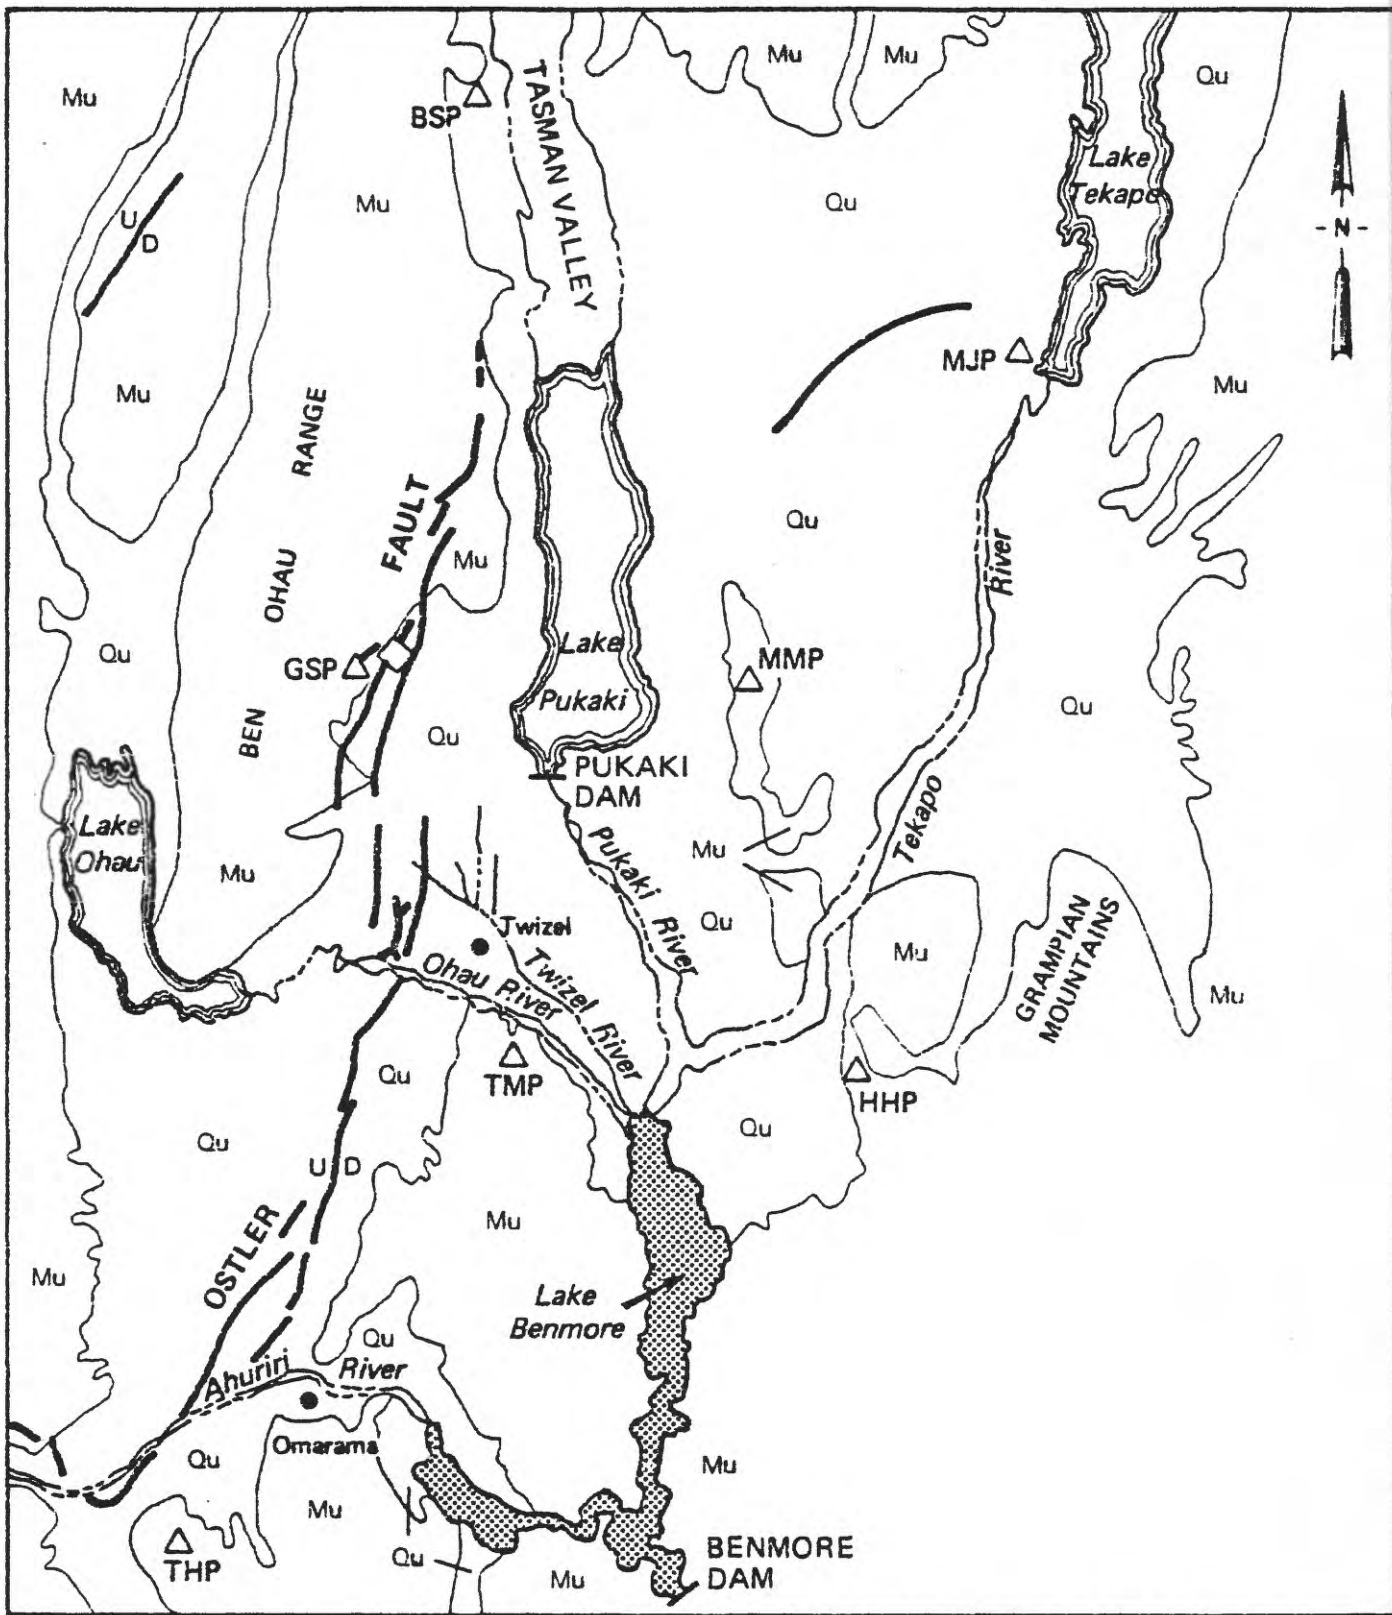 Mu
Mu
Mu
Qu
BSP
TASMAN VALLEY
Lake
Tekapo
U
D
Mu
Qu
- N -
MJP
Mu
Mu
RANGE
FAULT
Qu
Mu
River
OHAU
Qu
GSP
Lake
Pukaki
MMP
Qu
BEN
Qu
PUKAKI
DAM
Lake
Ohau
Mu
Pukaki River
Mu
Tekapo
Qu
Twizel
Ohau River
Twizel River
Mu
GRAMPIAN
MOUNTAINS
Mu
Qu
TMP
HHP
Qu
Qu
U D
Mu
OSTLER
Mu
Lake
Benmore
Qu
Ahuriri River
Omarama
Qu
Mu
Mu
THP
Qu
Mu
BENMORE
DAM